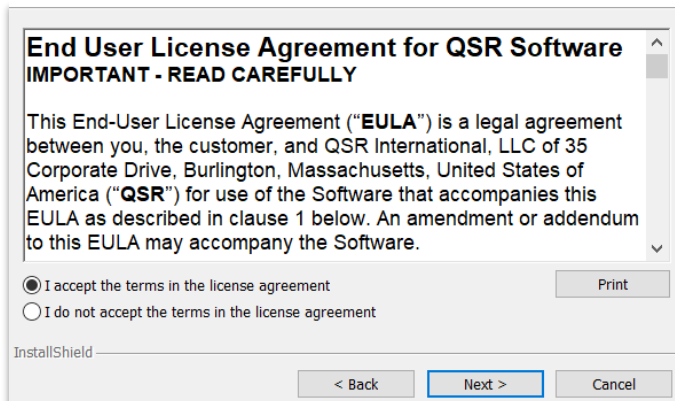 End User License Agreement for QSR Software
IMPORTANT - READ CAREFULLY
This End-User License Agreement (“EULA”) is a legal agreement
between you, the customer, and QSR International, LLC of 35
Corporate Drive, Burlington, Massachusetts, United States of
America (“QSR”) for use of the Software that accompanies this
EULA as described in clause 1 below. An amendment or addendum
to this EULA may accompany the Software.
I accept the terms in the license agreement
Print
I do not accept the terms in the license agreement
InstallShield
< Back
Next >
Cancel